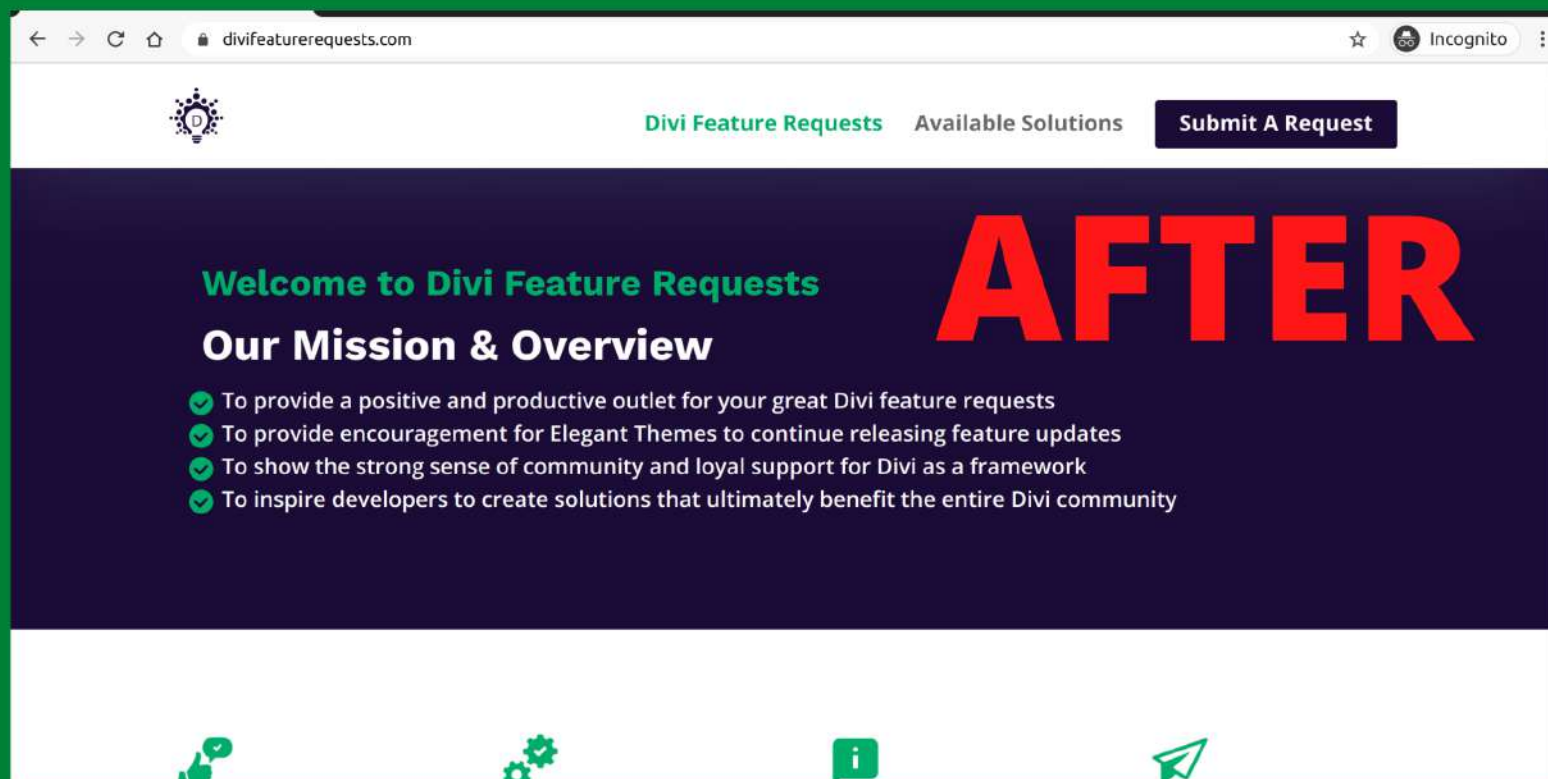 divifeaturerequests.com
Incognito
D
Divi Feature Requests
Available Solutions
Submit A Request
AFTER
Welcome to Divi Feature Requests
Our Mission & Overview
To provide a positive and productive outlet for your great Divi feature requests
To provide encouragement for Elegant Themes to continue releasing feature updates
To show the strong sense of community and loyal support for Divi as a framework
To inspire developers to create solutions that ultimately benefit the entire Divi community
i